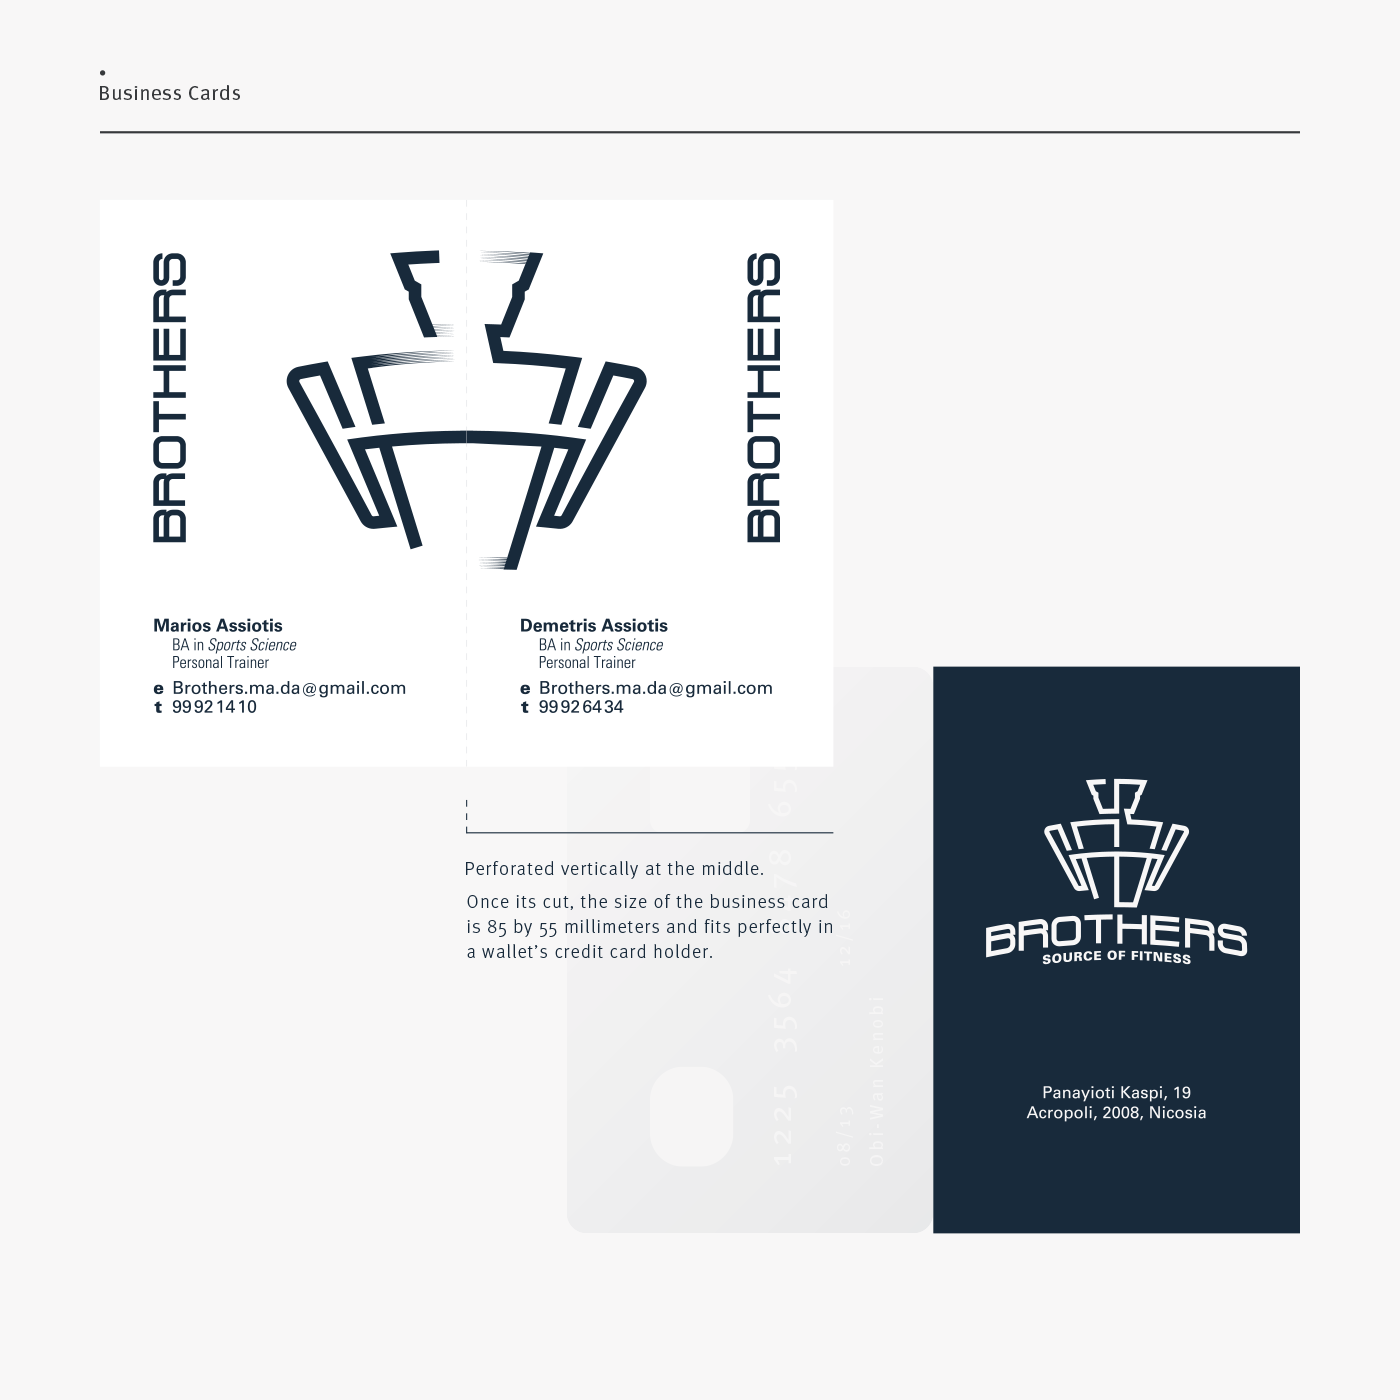 Business Cards
BROTHERS
BROTHERS
Marios Assiotis
BA in Sports Science
Personal Trainer
e Brothers.ma.da@gmail.com
t 99921410
Demetris Assiotis
BA in Sports Science
Personal Trainer
e Brothers.ma.da@gmail.com
t 99926434
Perforated vertically at the middle.
Once its cut, the size of the business card
is 85 by 55 millimeters and fits perfectly in
a wallet’s credit card holder.
1225 3564 78 65
08/13 12/16
Obi-Wan Kenobi
BROTHERS
SOURCE OF FITNESS
Panayioti Kaspi, 19
Acropoli, 2008, Nicosia